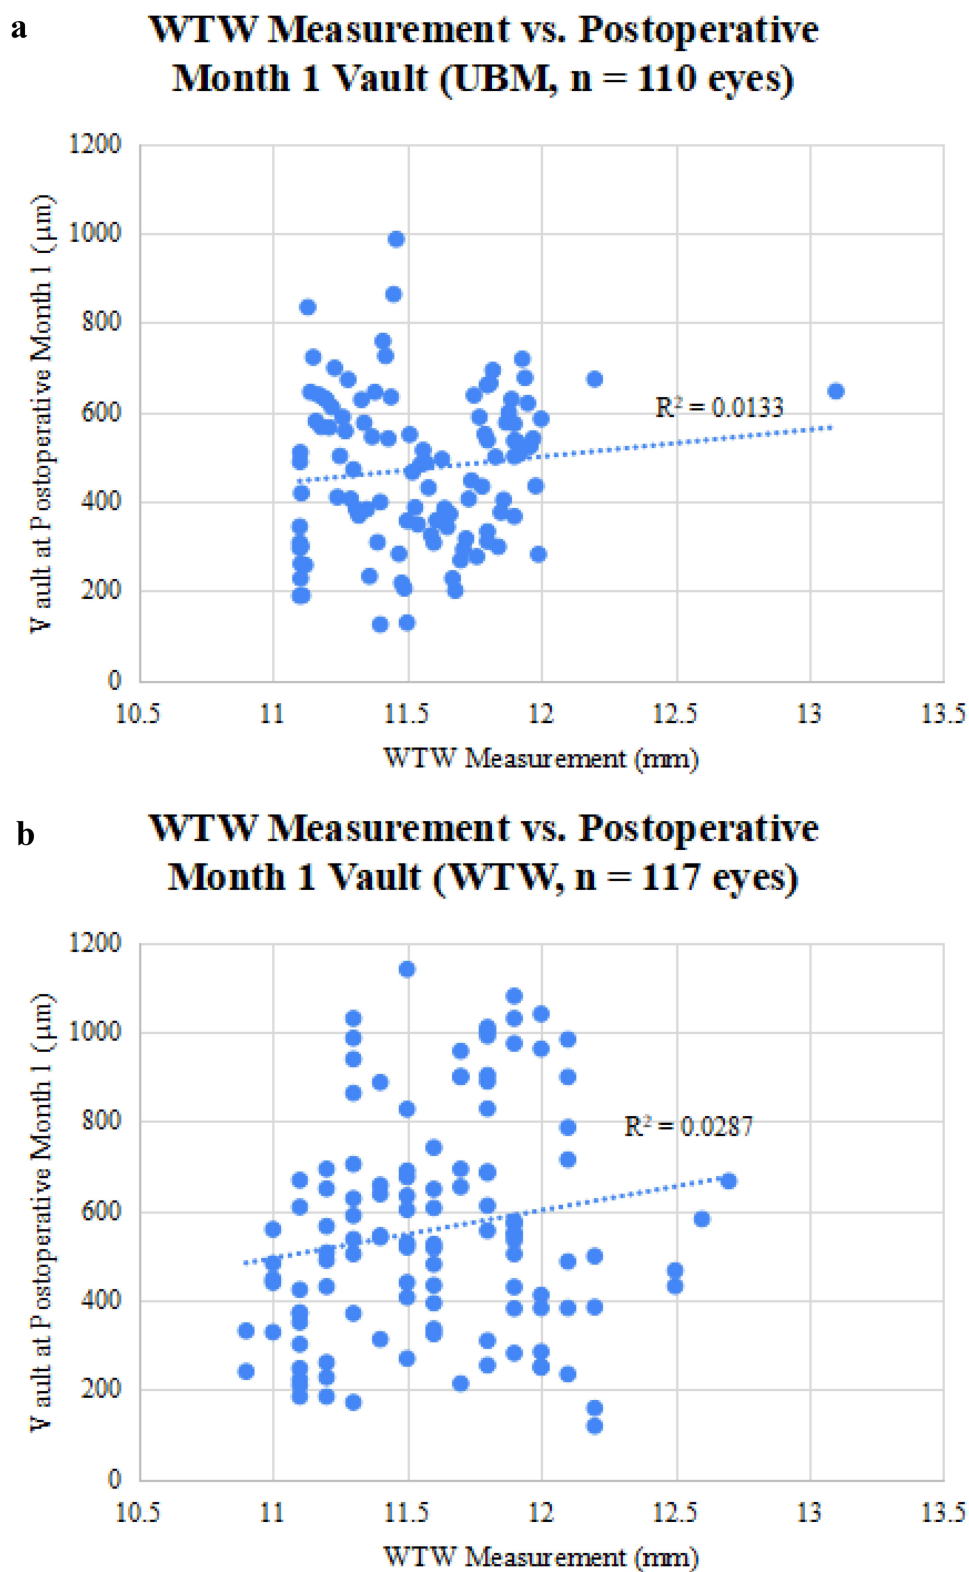 a
WTW Measurement vs. Postoperative
Month 1 Vault (UBM, n = 110 eyes)
1200
1000
800
600
400
200
0
Vault at Postoperative Month 1 (µm)
R² = 0.0133
10.5 11 11.5 12 12.5 13 13.5
WTW Measurement (mm)
b
WTW Measurement vs. Postoperative
Month 1 Vault (WTW, n = 117 eyes)
1200
1000
800
600
400
200
0
Vault at Postoperative Month 1 (µm)
R² = 0.0287
10.5 11 11.5 12 12.5 13 13.5
WTW Measurement (mm)